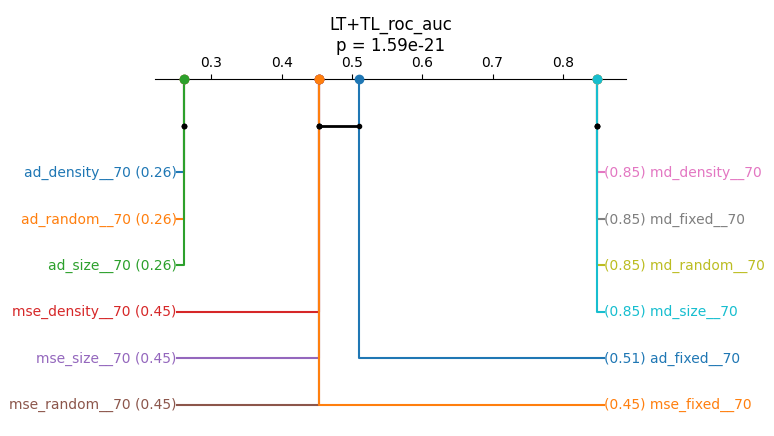 LT+TL_roc_auc
p = 1.59e-21
0.3 0.4 0.5 0.6 0.7 0.8
ad_density__70 (0.26)
(0.85) md_density__70
ad_random__70 (0.26)
(0.85) md_fixed__70
ad_size__70 (0.26)
(0.85) md_random__70
mse_density__70 (0.45)
(0.85) md_size__70
mse_size__70 (0.45)
(0.51) ad_fixed__70
mse_random__70 (0.45)
(0.45) mse_fixed__70